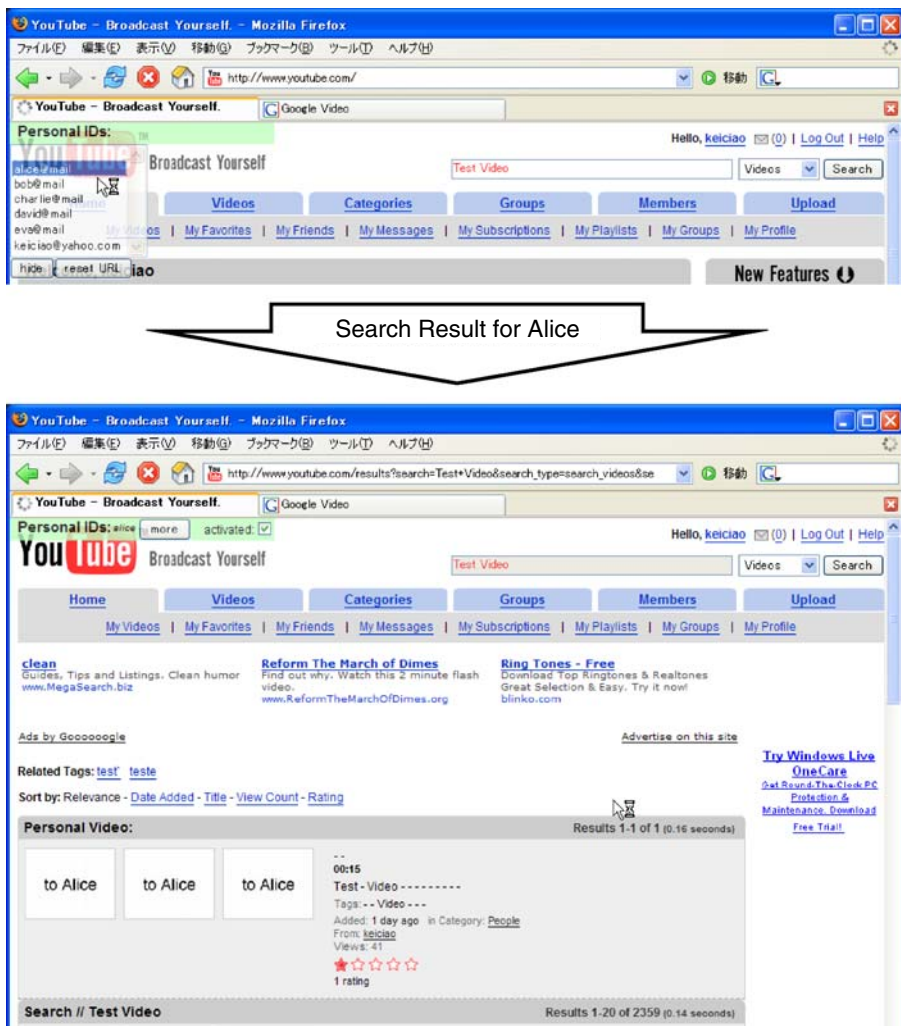 YouTube - Broadcast Yourself. - Mozilla Firefox
ファイル(F) 編集(E) 表示(V) 移動(G) ブックマーク(B) ツール(T) ヘルプ(H)
http://www.youtube.com/ 移動
YouTube - Broadcast Yourself. Google Video
Personal IDs:
Hello, keiciao (0) | Log Out | Help
YouTube Broadcast Yourself
Test Video Videos Search
alice@mail
bob@mail
charlie@mail
david@mail
eva@mail
keiciao@yahoo.com
Home Videos Categories Groups Members Upload
My Videos | My Favorites | My Friends | My Messages | My Subscriptions | My Playlists | My Groups | My Profile
hide reset URL
New Features
Search Result for Alice
YouTube - Broadcast Yourself. - Mozilla Firefox
ファイル(F) 編集(E) 表示(V) 移動(G) ブックマーク(B) ツール(T) ヘルプ(H)
http://www.youtube.com/results?search=Test+Video&search_type=search_videos&se 移動
YouTube - Broadcast Yourself. Google Video
Personal IDs: alice more activated:
Hello, keiciao (0) | Log Out | Help
YouTube Broadcast Yourself
Test Video Videos Search
Home Videos Categories Groups Members Upload
My Videos | My Favorites | My Friends | My Messages | My Subscriptions | My Playlists | My Groups | My Profile
clean
Guides, Tips and Listings. Clean humor
www.MegaSearch.biz
Reform The March of Dimes
Find out why. Watch this 2 minute flash
video.
www.ReformTheMarchOfDimes.org
Ring Tones - Free
Download Top Ringtones & Realtones
Great Selection & Easy. Try it now!
blinko.com
Ads by Goooooogle
Advertise on this site
Try Windows Live
OneCare
Get Round-The-Clock PC
Protection &
Maintenance. Download
Free Trial!
Related Tags: test' teste
Sort by: Relevance - Date Added - Title - View Count - Rating
Personal Video: Results 1-1 of 1 (0.16 seconds)
to Alice to Alice to Alice
- -
00:15
Test - Video - - - - - - - - -
Tags: - - Video - - -
Added: 1 day ago in Category: People
From: keiciao
Views: 41
1 rating
Search // Test Video Results 1-20 of 2359 (0.14 seconds)